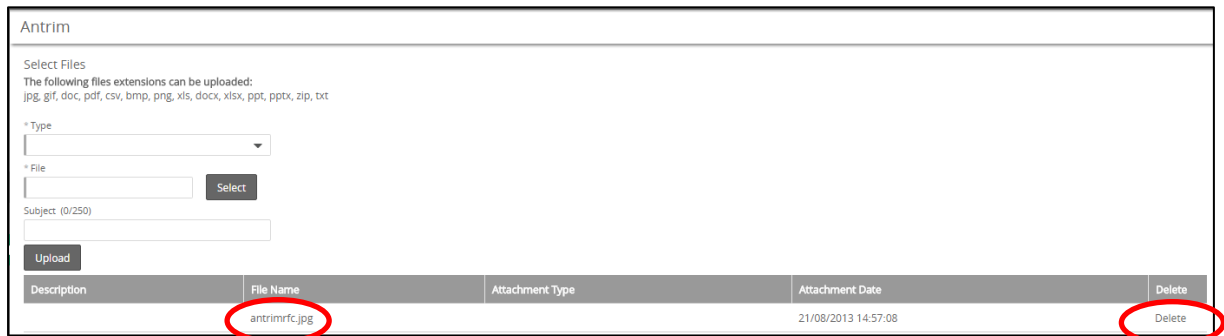 Antrim
Select Files
The following files extensions can be uploaded:
jpg, gif, doc, pdf, csv, bmp, png, xls, docx, xlsx, ppt, pptx, zip, txt
* Type
* File
Select
Subject (0/250)
Upload
Description File Name Attachment Type Attachment Date Delete
antrimrfc.jpg 21/08/2013 14:57:08 Delete